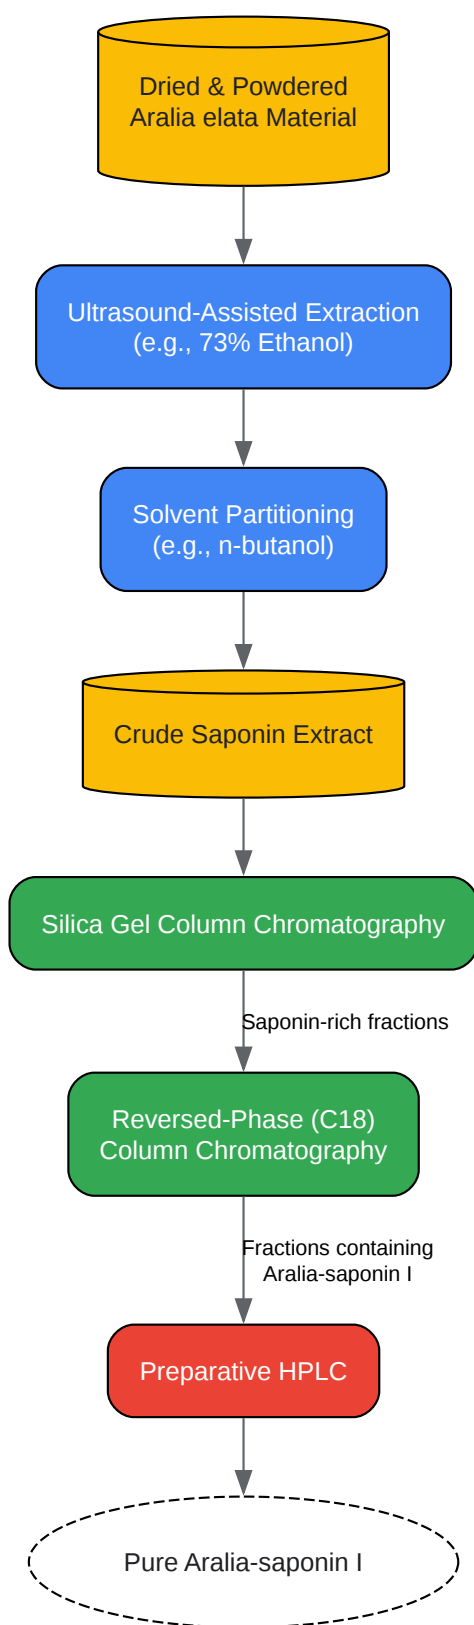 Dried & Powdered
Aralia elata Material
Ultrasound-Assisted Extraction
(e.g., 73% Ethanol)
Solvent Partitioning
(e.g., n-butanol)
Crude Saponin Extract
Silica Gel Column Chromatography
Saponin-rich fractions
Reversed-Phase (C18)
Column Chromatography
Fractions containing
Aralia-saponin I
Preparative HPLC
Pure Aralia-saponin I